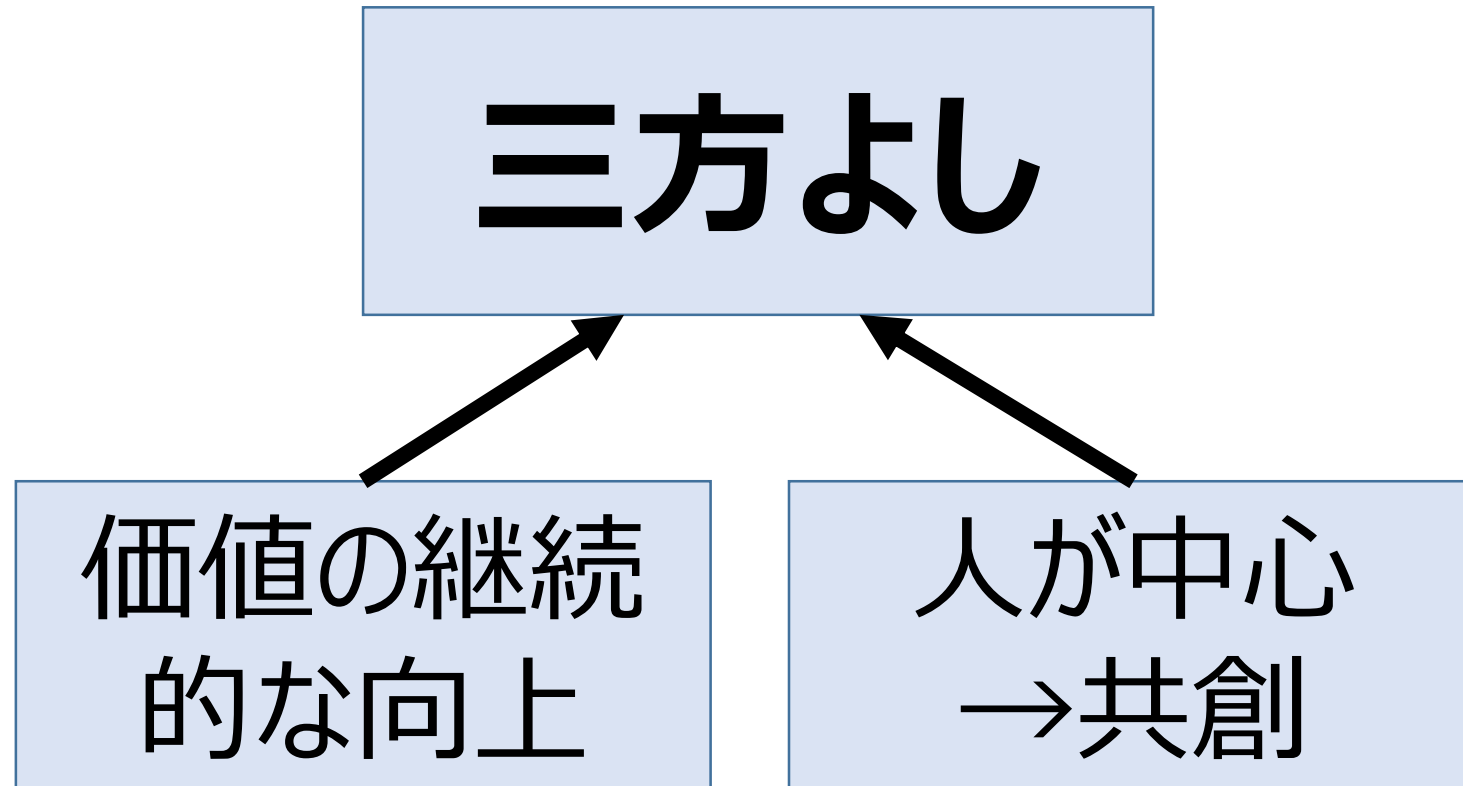 三方よし
価値の継続
的な向上
人が中心
→共創